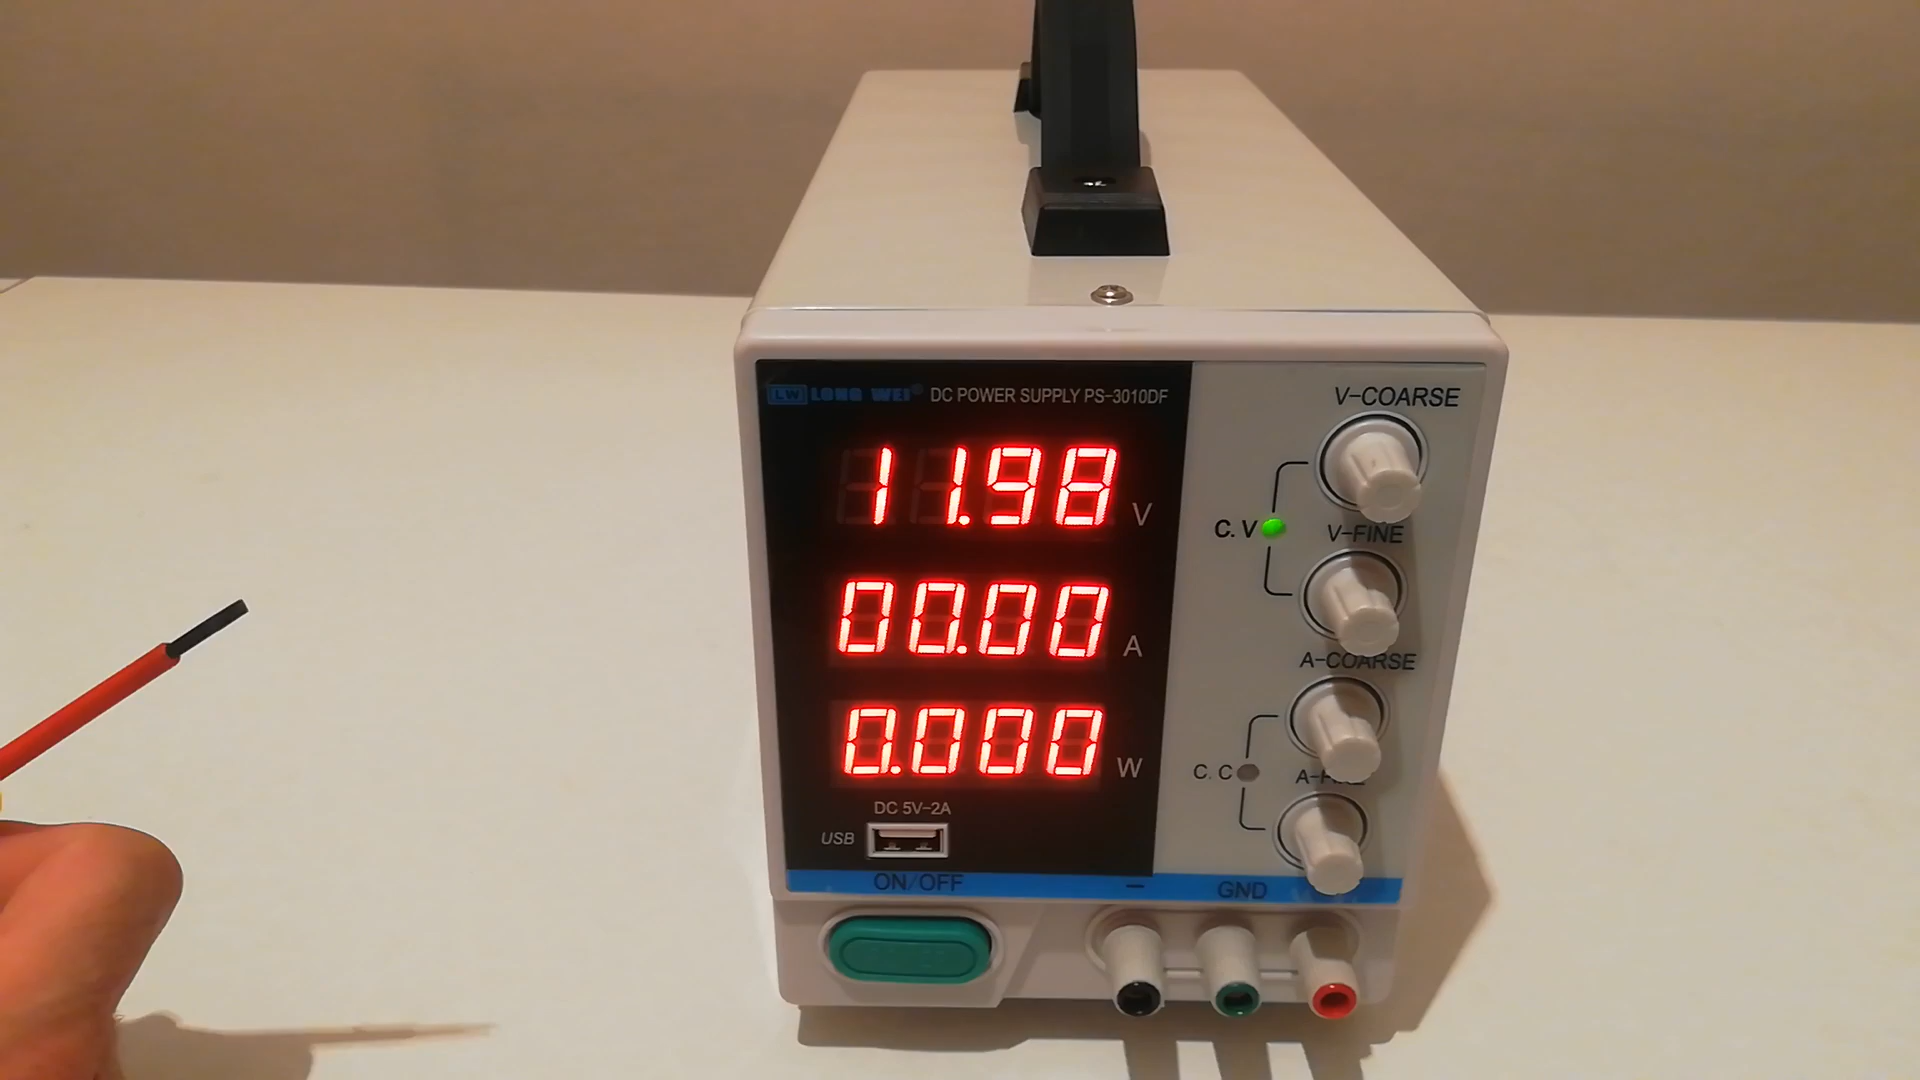 LW LONG WEI® DC POWER SUPPLY PS-3010DF
V-COARSE
11.98 V
C.V
V-FINE
00.00 A
A-COARSE
0.000 W
C.C
A-FINE
DC 5V-2A
USB
ON/OFF
— GND